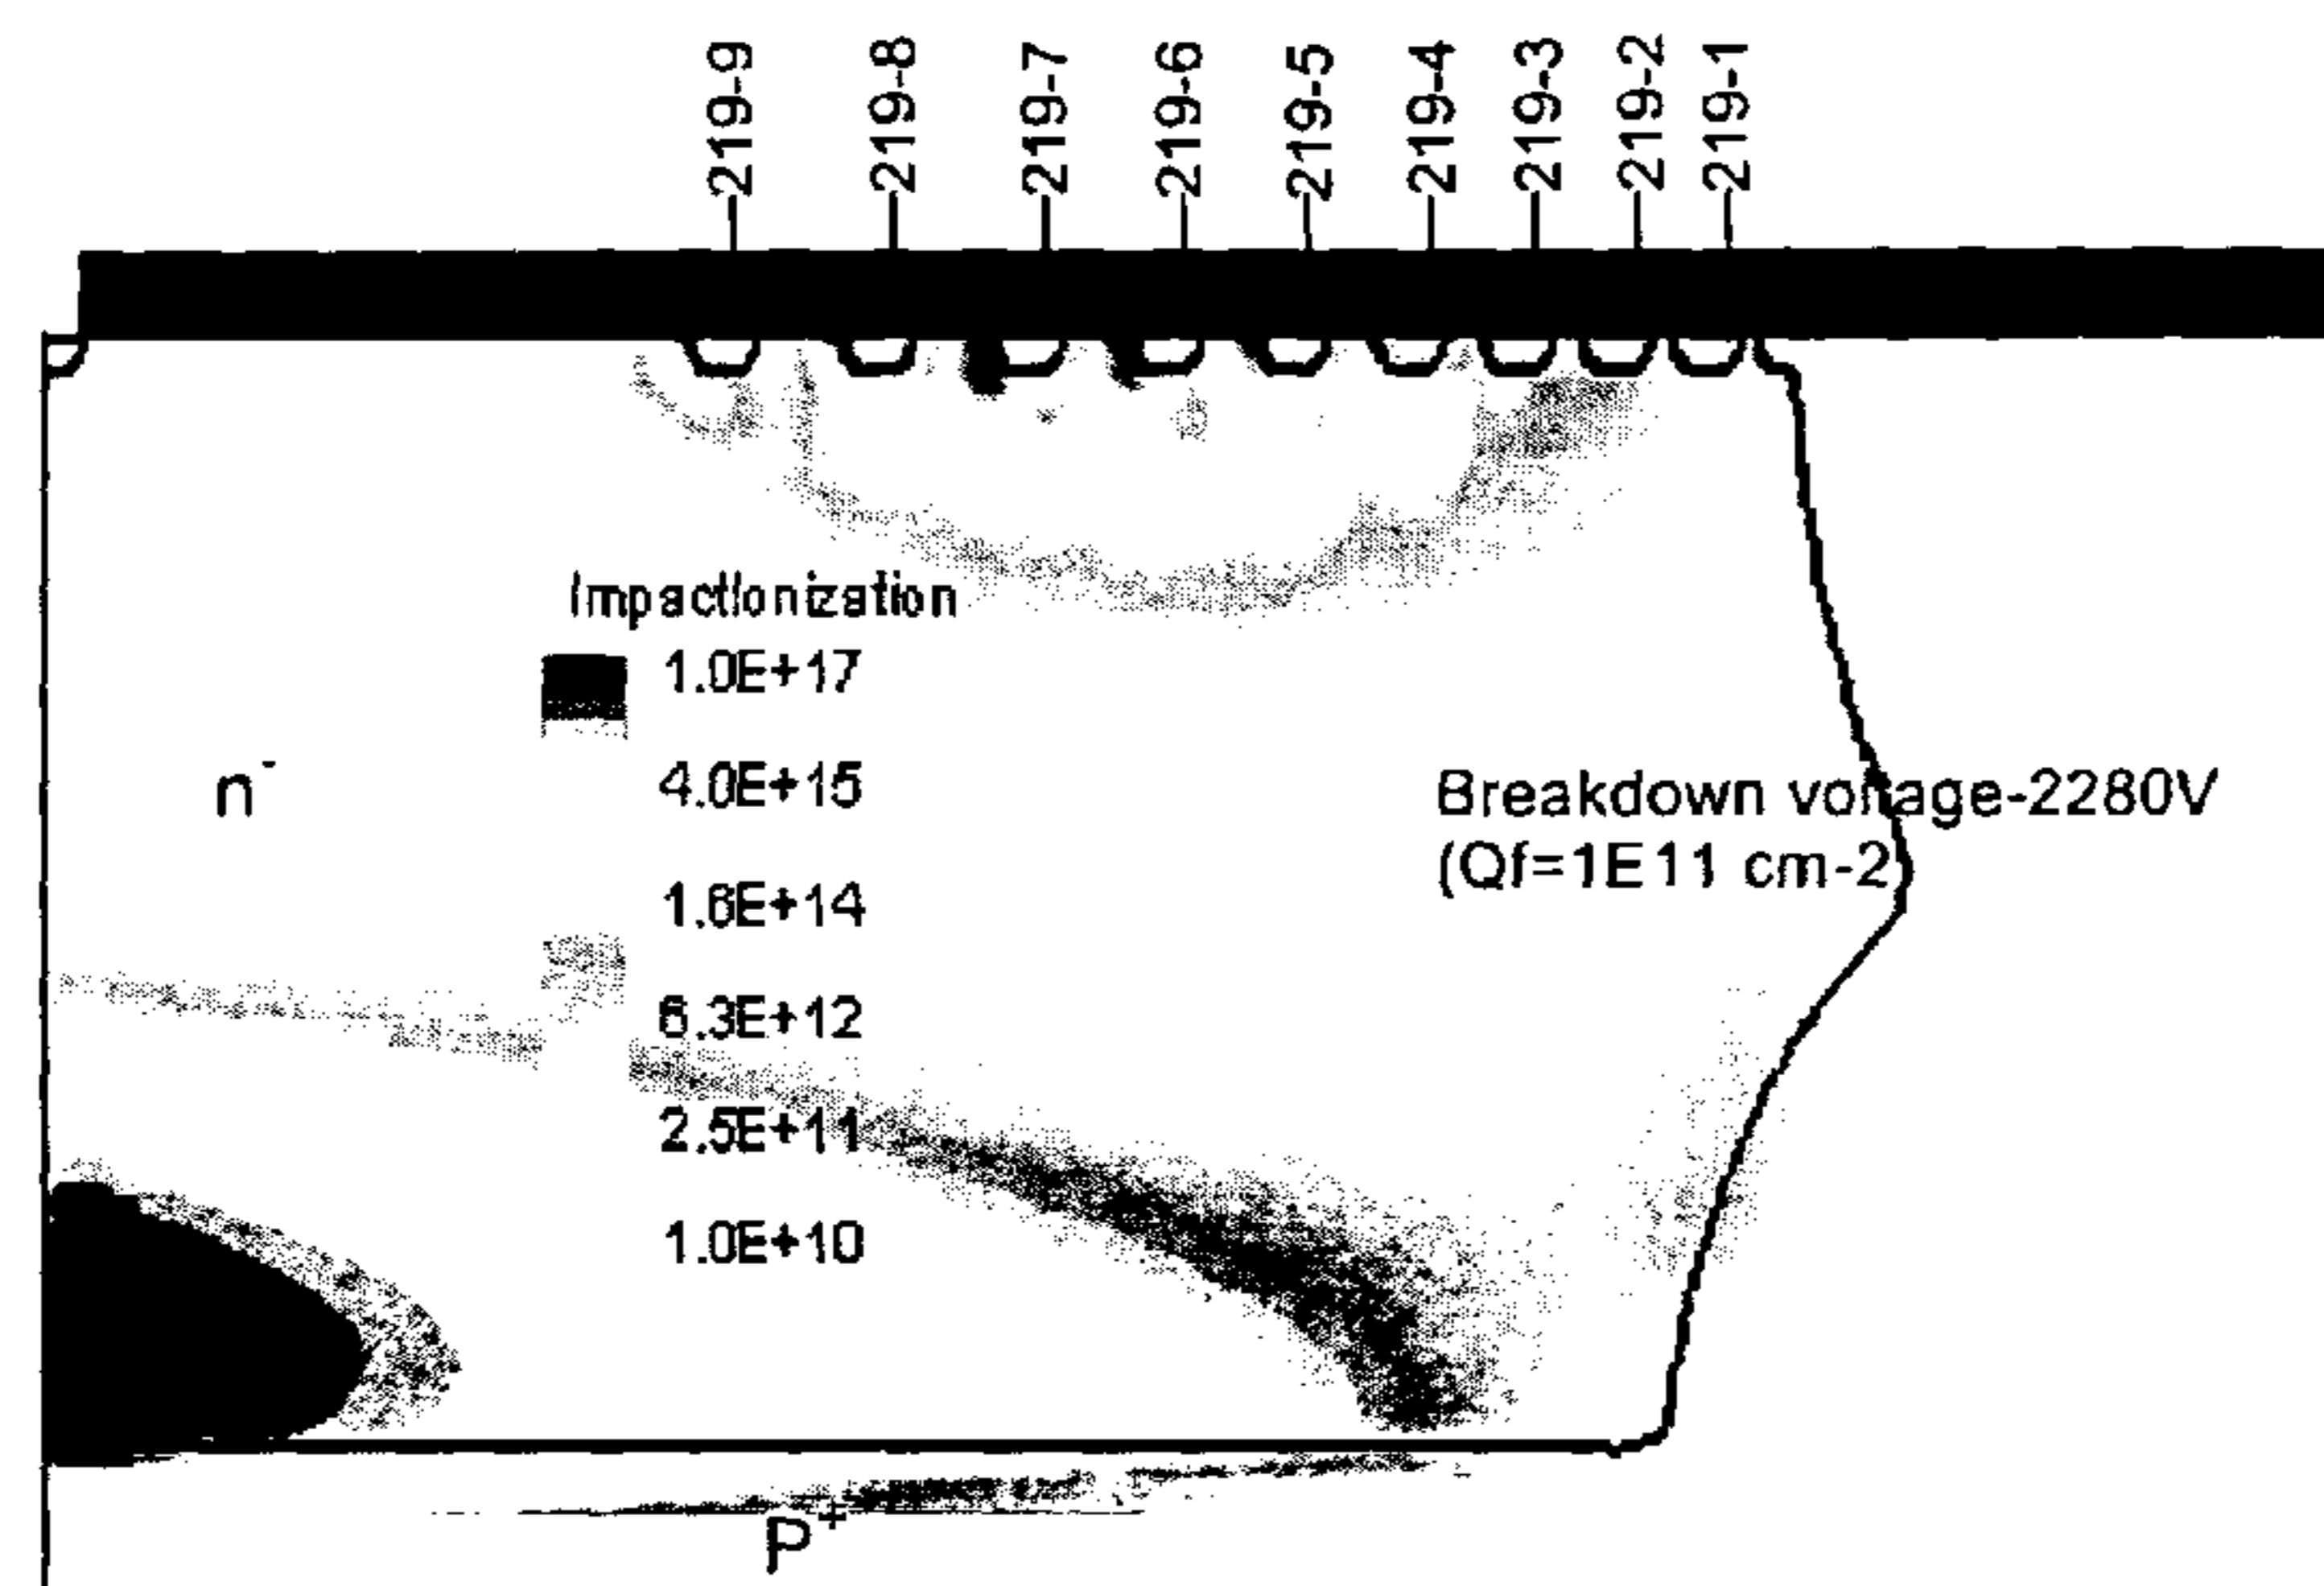 219-9
219-8
219-7
219-6
219-5
219-4
219-3
219-2
219-1
ImpactIonization
1.0E+17
4.0E+15
1.6E+14
6.3E+12
2.5E+11
1.0E+10
n-
Breakdown voltage-2280V
(Qf=1E11 cm-2)
P+